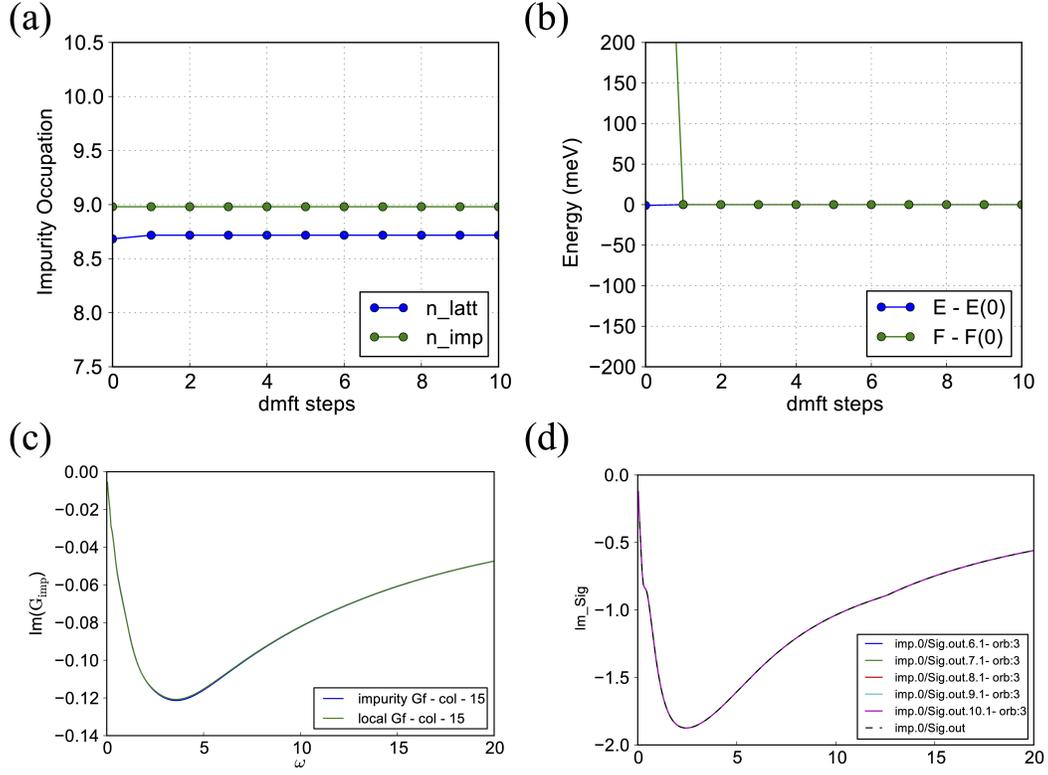 (a)
10.5
10.0
9.5
9.0
8.5
8.0
7.5
Impurity Occupation
n_latt
n_imp
0 2 4 6 8 10
dmft steps
(b)
200
150
100
50
0
−50
−100
−150
−200
Energy (meV)
E - E(0)
F - F(0)
0 2 4 6 8 10
dmft steps
(c)
0.00
−0.02
−0.04
−0.06
−0.08
−0.10
−0.12
−0.14
Im(G_imp)
impurity Gf - col - 15
local Gf - col - 15
0 5 10 15 20
ω
(d)
0.0
−0.5
−1.0
−1.5
−2.0
Im_Sig
imp.0/Sig.out.6.1- orb:3
imp.0/Sig.out.7.1- orb:3
imp.0/Sig.out.8.1- orb:3
imp.0/Sig.out.9.1- orb:3
imp.0/Sig.out.10.1- orb:3
imp.0/Sig.out
0 5 10 15 20